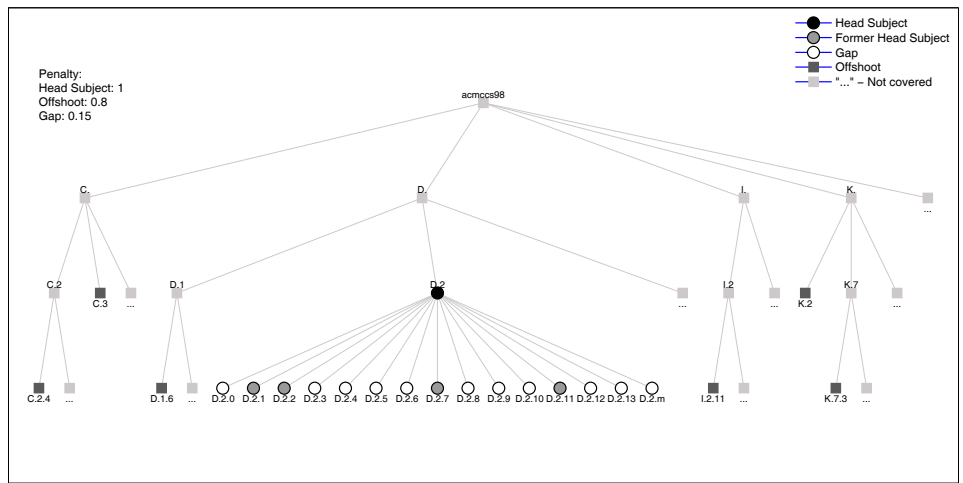 Head Subject
Former Head Subject
Gap
Offshoot
"..." – Not covered
Penalty:
Head Subject: 1
Offshoot: 0.8
Gap: 0.15
acmccs98
C. D. I. K.
...
C.2 D.1 D.2 I.2 K.7
C.3 ... ... ... K.2 ...
C.2.4 ... D.1.6 ... D.2.0 D.2.1 D.2.2 D.2.3 D.2.4 D.2.5 D.2.6 D.2.7 D.2.8 D.2.9 D.2.10 D.2.11 D.2.12 D.2.13 D.2.m I.2.11 ... K.7.3 ...